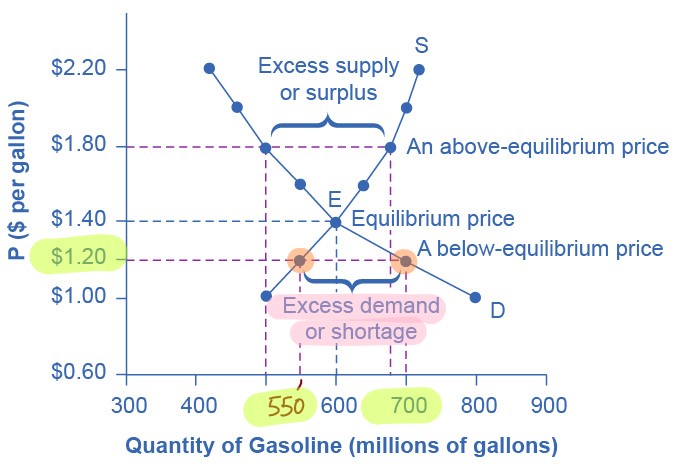 P ($ per gallon)
$2.20
$1.80
$1.40
$1.20
$1.00
$0.60
S
Excess supply
or surplus
An above-equilibrium price
E
Equilibrium price
A below-equilibrium price
Excess demand
or shortage
D
300
400
550
600
700
800
900
Quantity of Gasoline (millions of gallons)